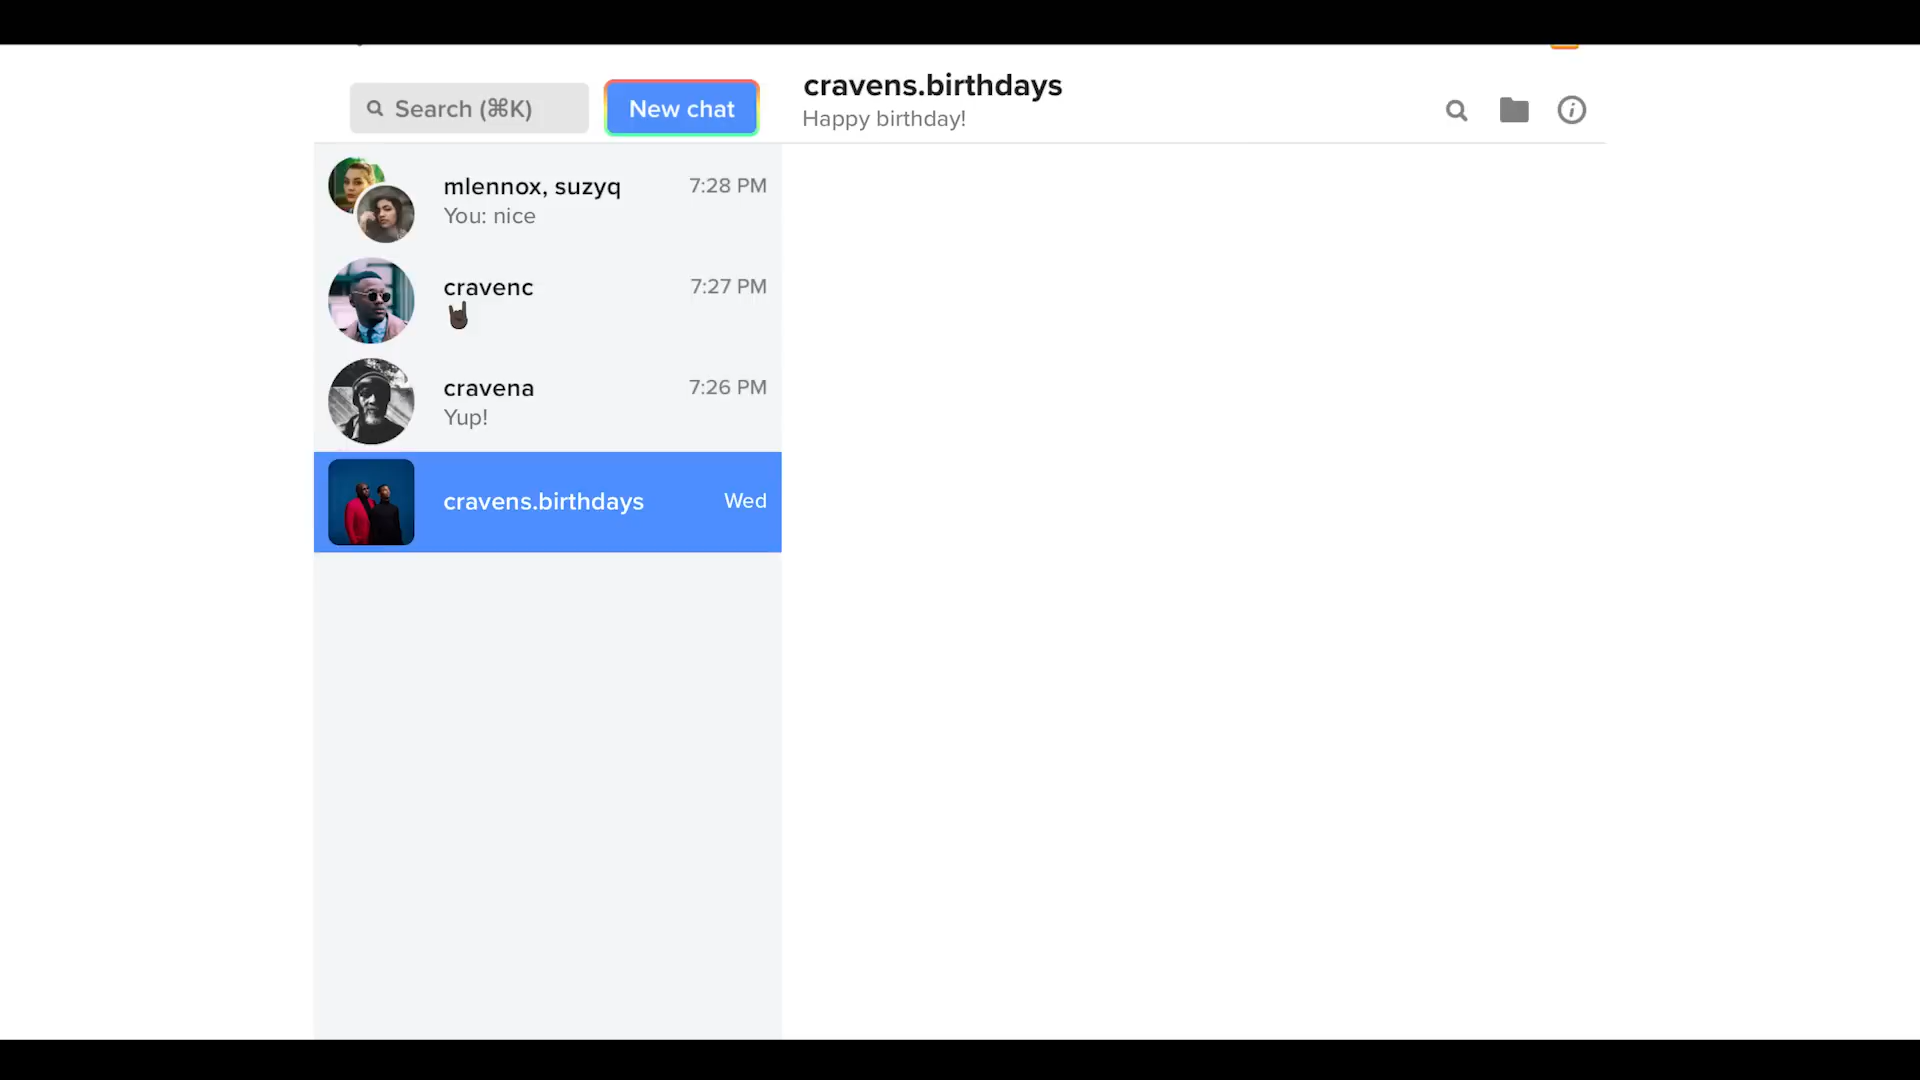 Search (⌘K)
New chat
cravens.birthdays
Happy birthday!
mlennox, suzyq
7:28 PM
You: nice
cravenc
7:27 PM
cravena
7:26 PM
Yup!
cravens.birthdays
Wed